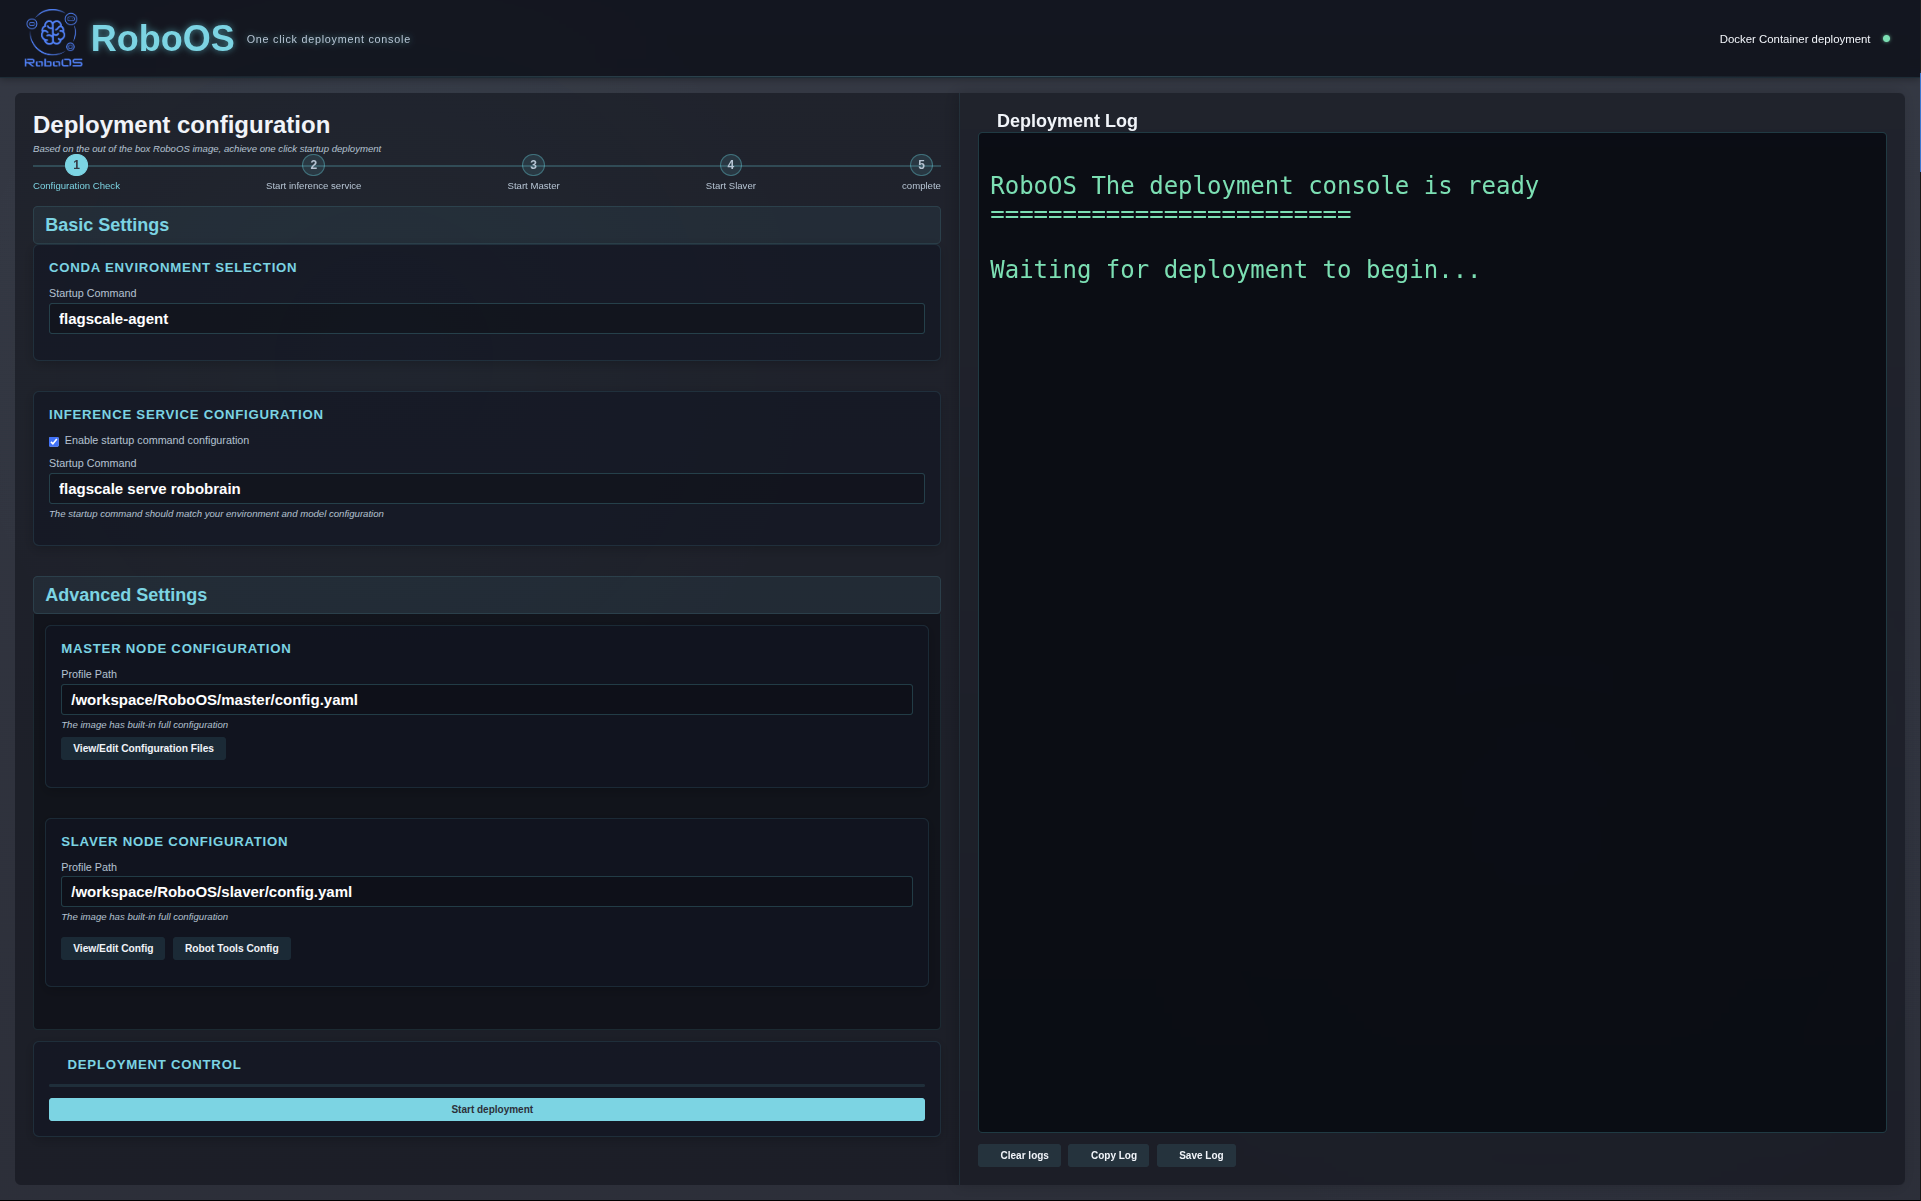 RoboOS
RoboOS
One click deployment console
Docker Container deployment
Deployment configuration
Based on the out of the box RoboOS image, achieve one click startup deployment
1
2
3
4
5
Configuration Check
Start inference service
Start Master
Start Slaver
complete
Basic Settings
CONDA ENVIRONMENT SELECTION
Startup Command
flagscale-agent
INFERENCE SERVICE CONFIGURATION
Enable startup command configuration
Startup Command
flagscale serve robobrain
The startup command should match your environment and model configuration
Advanced Settings
MASTER NODE CONFIGURATION
Profile Path
/workspace/RoboOS/master/config.yaml
The image has built-in full configuration
View/Edit Configuration Files
SLAVER NODE CONFIGURATION
Profile Path
/workspace/RoboOS/slaver/config.yaml
The image has built-in full configuration
View/Edit Config
Robot Tools Config
DEPLOYMENT CONTROL
Start deployment
Deployment Log
RoboOS The deployment console is ready
=========================
Waiting for deployment to begin...
Clear logs
Copy Log
Save Log